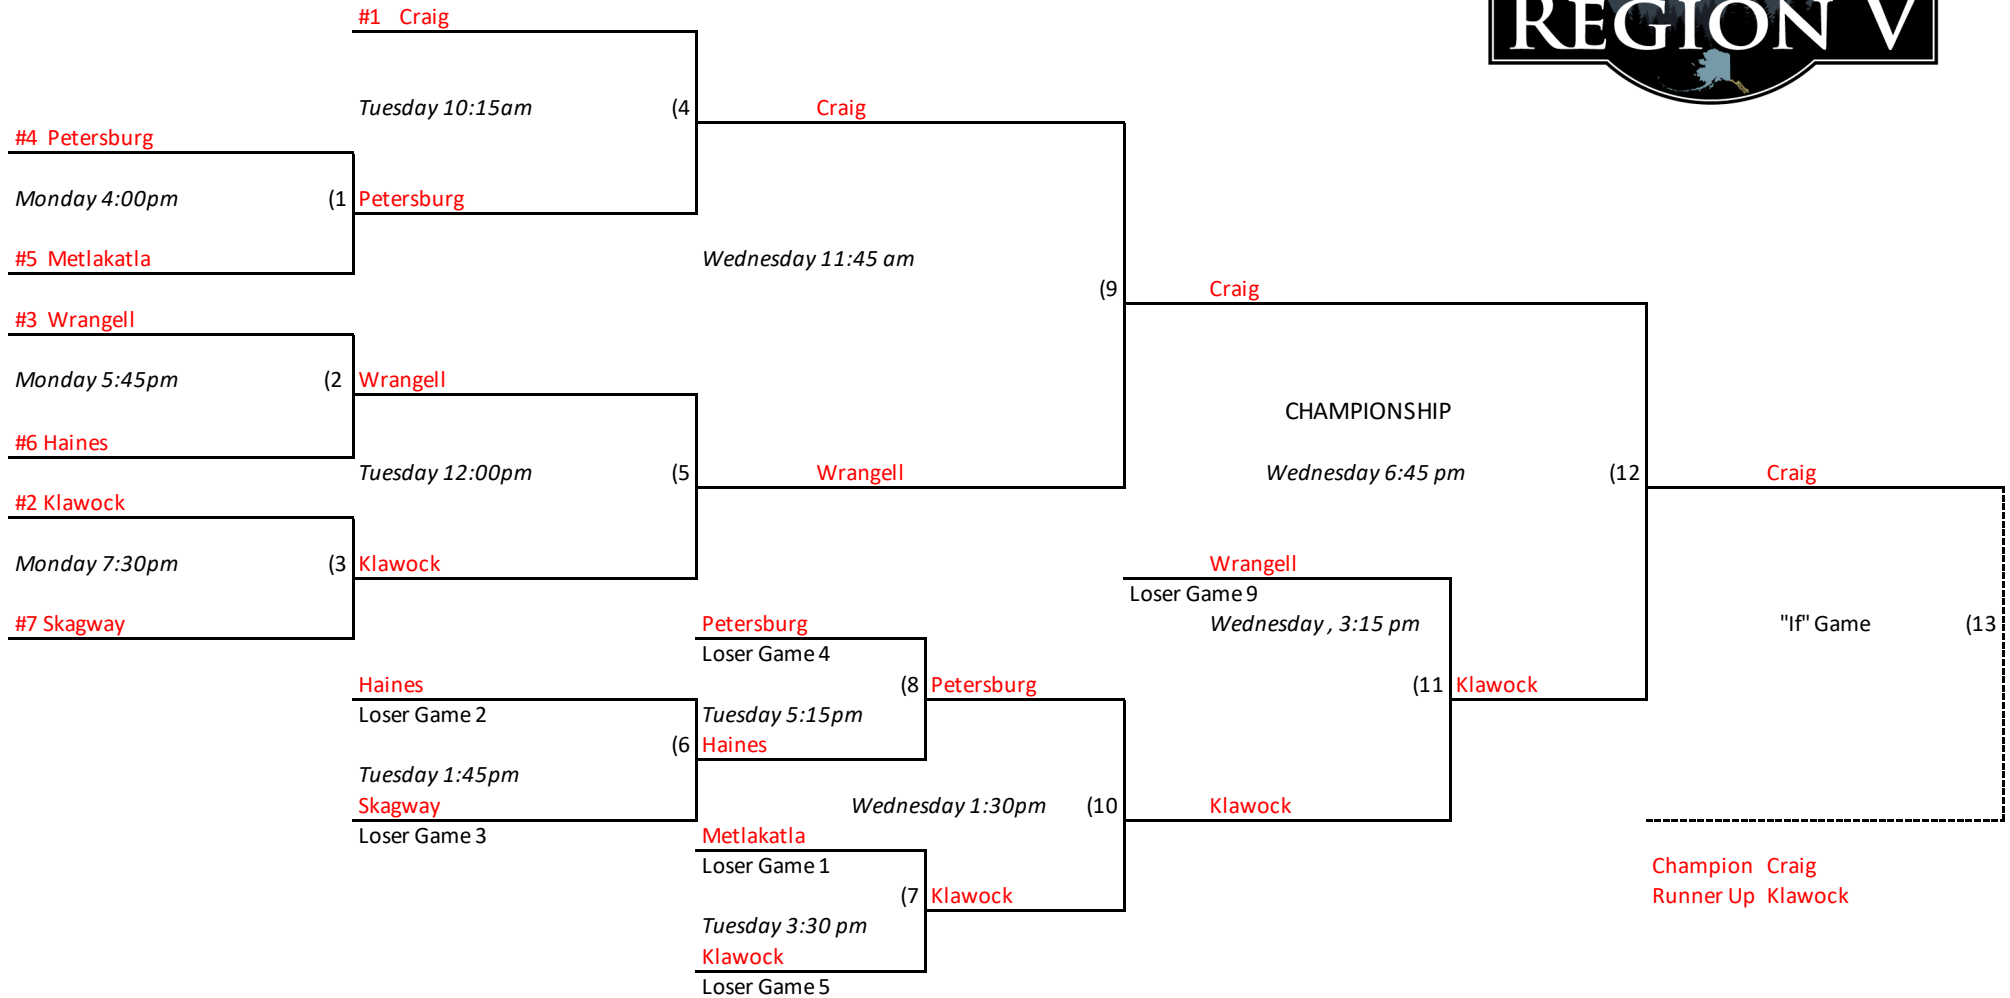 REGION V
#1 Craig
Tuesday 10:15am (4 Craig
#4 Petersburg
Monday 4:00pm (1 Petersburg
#5 Metlakatla
Wednesday 11:45 am
(9 Craig
#3 Wrangell
Monday 5:45pm (2 Wrangell
CHAMPIONSHIP
#6 Haines
Tuesday 12:00pm (5 Wrangell
Wednesday 6:45 pm (12 Craig
#2 Klawock
Monday 7:30pm (3 Klawock
Wrangell
Loser Game 9
#7 Skagway
Petersburg
Wednesday , 3:15 pm
"If" Game (13
Loser Game 4
Haines
(8 Petersburg
(11 Klawock
Loser Game 2
Tuesday 5:15pm
(6 Haines
Tuesday 1:45pm
Skagway
Wednesday 1:30pm (10 Klawock
Loser Game 3
Metlakatla
Loser Game 1
Champion Craig
(7 Klawock
Runner Up Klawock
Tuesday 3:30 pm
Klawock
Loser Game 5